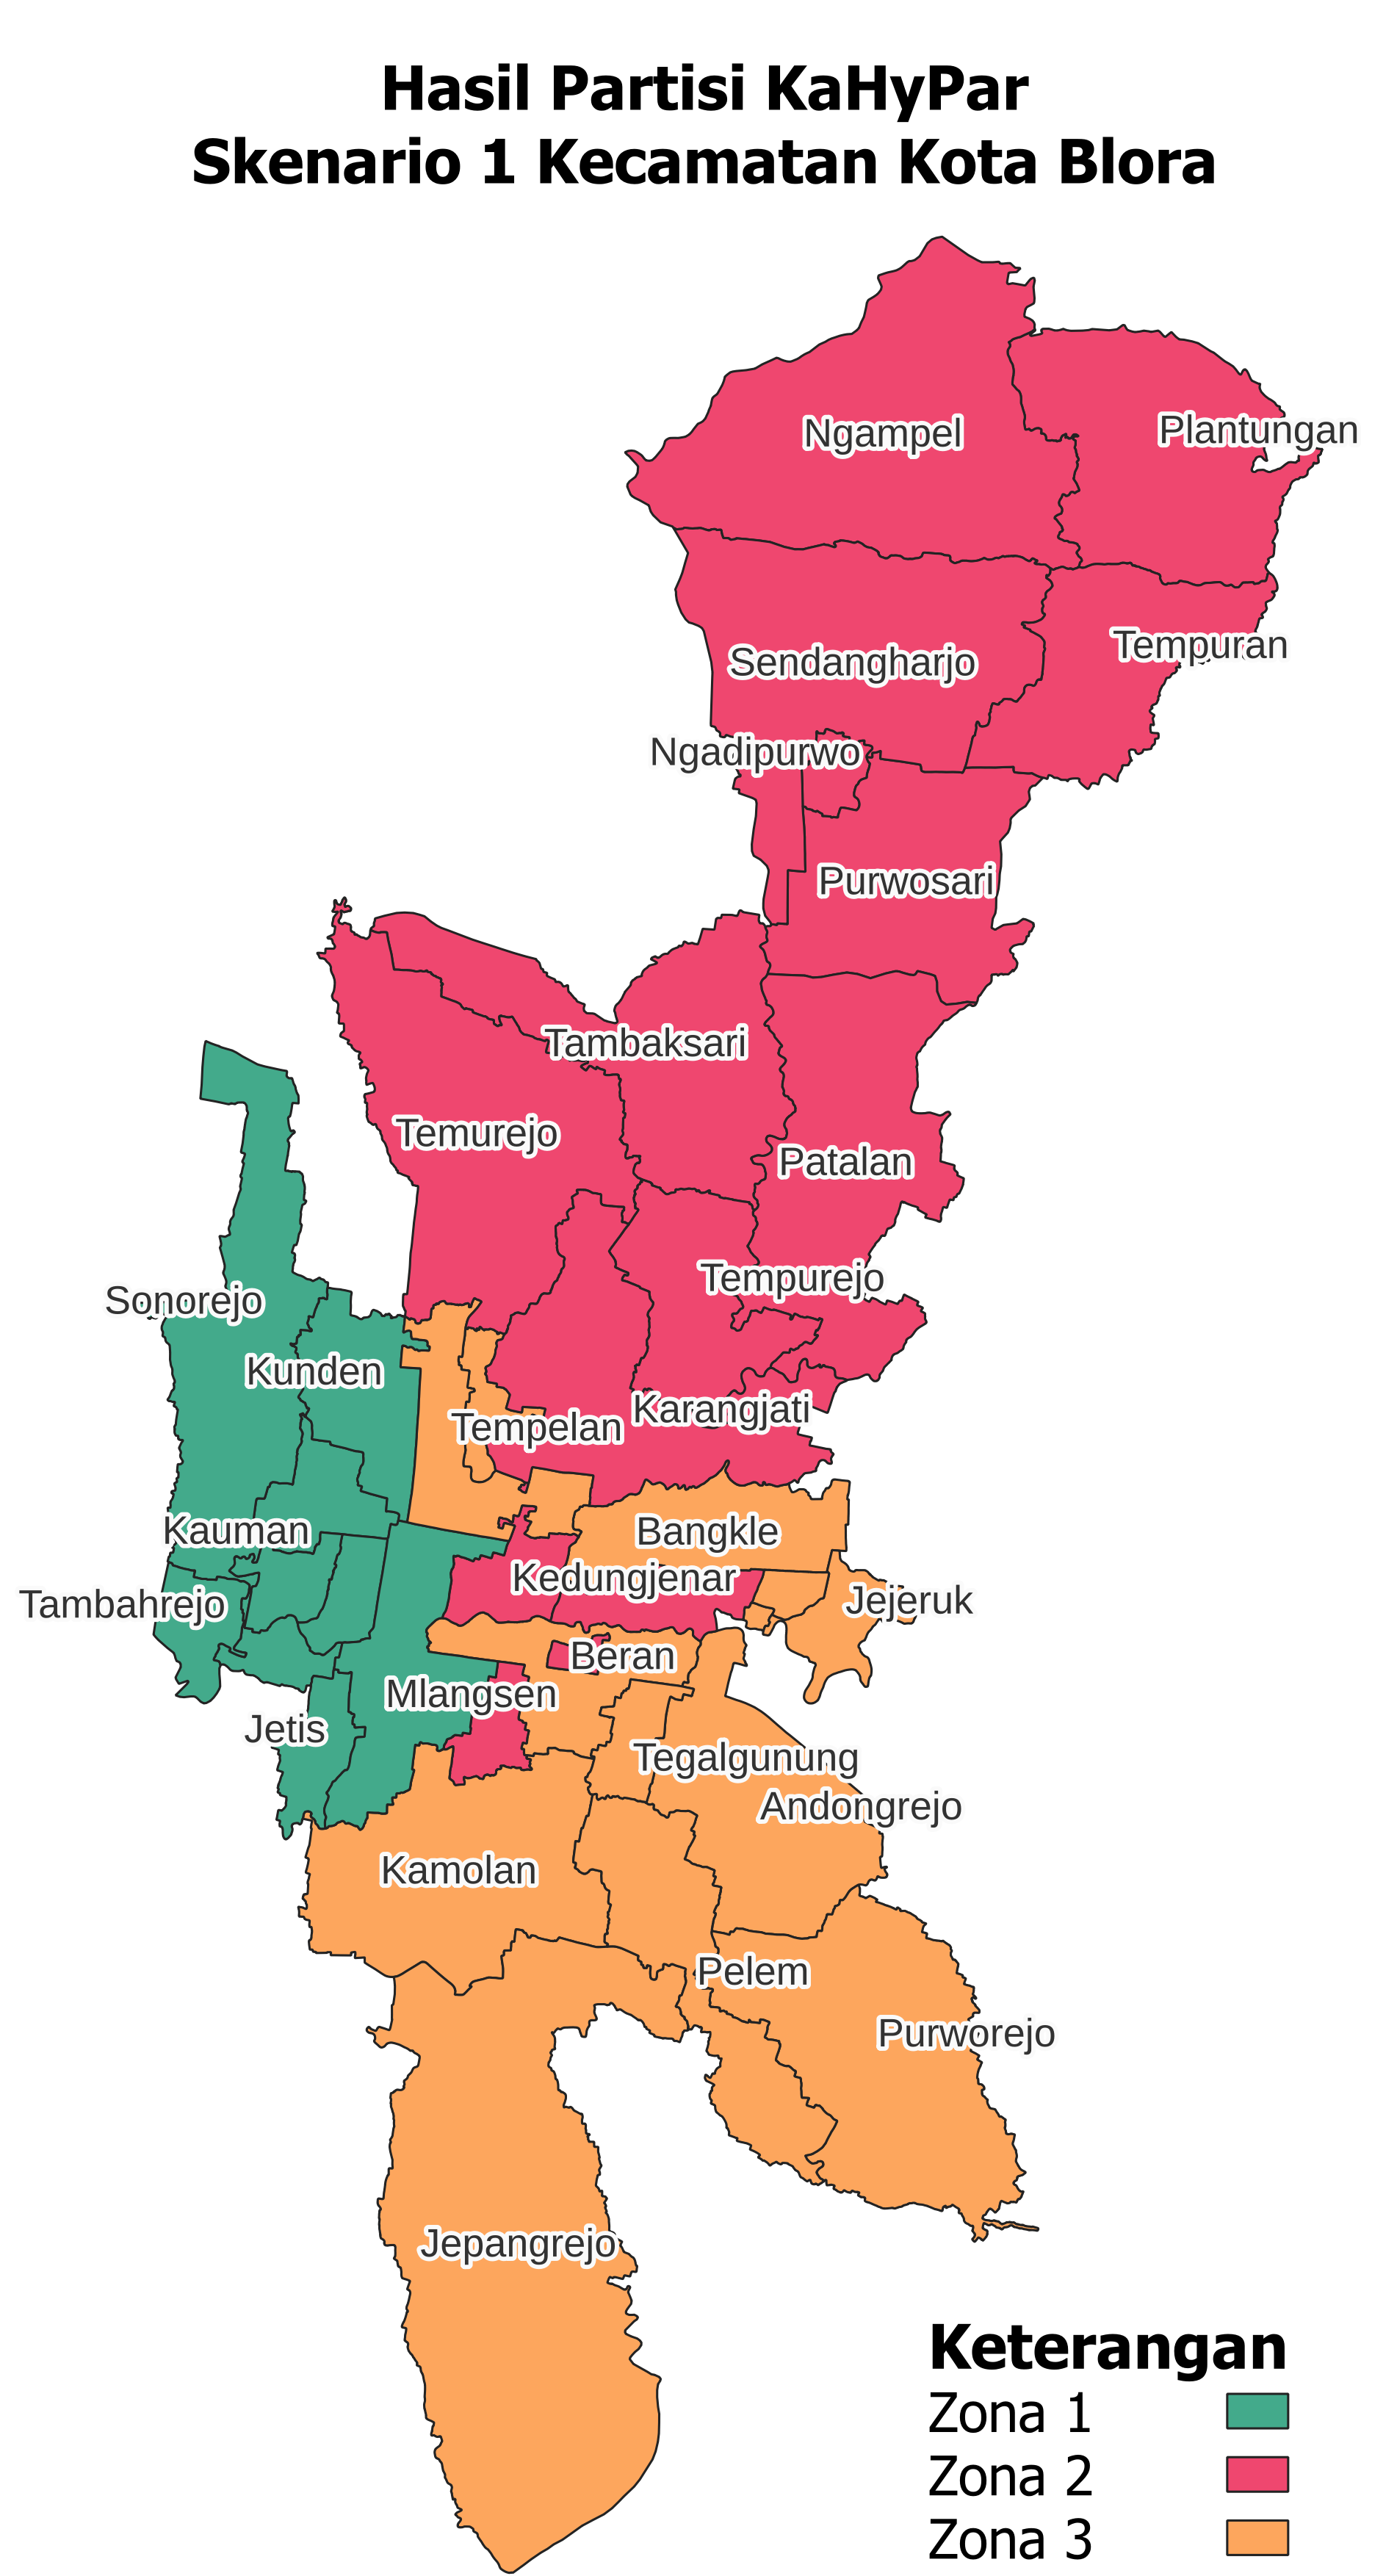 Hasil Partisi KaHyPar
Skenario 1 Kecamatan Kota Blora
Ngampel
Plantungan
Tempuran
Sendangharjo
Ngadipurwo
Purwosari
Tambaksari
Temurejo
Patalan
Tempurejo
Sonorejo
Kunden
Karangjati
Tempelan
Kauman
Bangkle
Kedungjenar
Tambahrejo
Jejeruk
Beran
Mlangsen
Jetis
Tegalgunung
Andongrejo
Kamolan
Pelem
Purworejo
Jepangrejo
Keterangan
Zona 1
Zona 2
Zona 3